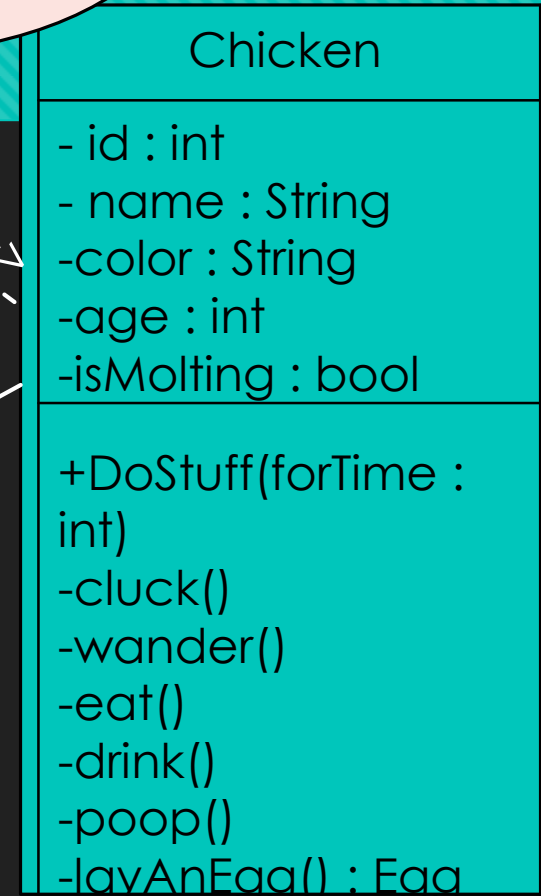 Chicken
- id : int
- name : String
-color : String
-age : int
-isMolting : bool
+DoStuff(forTime :
int)
-cluck()
-wander()
-eat()
-drink()
-poop()
-layAnEgg() : Egg